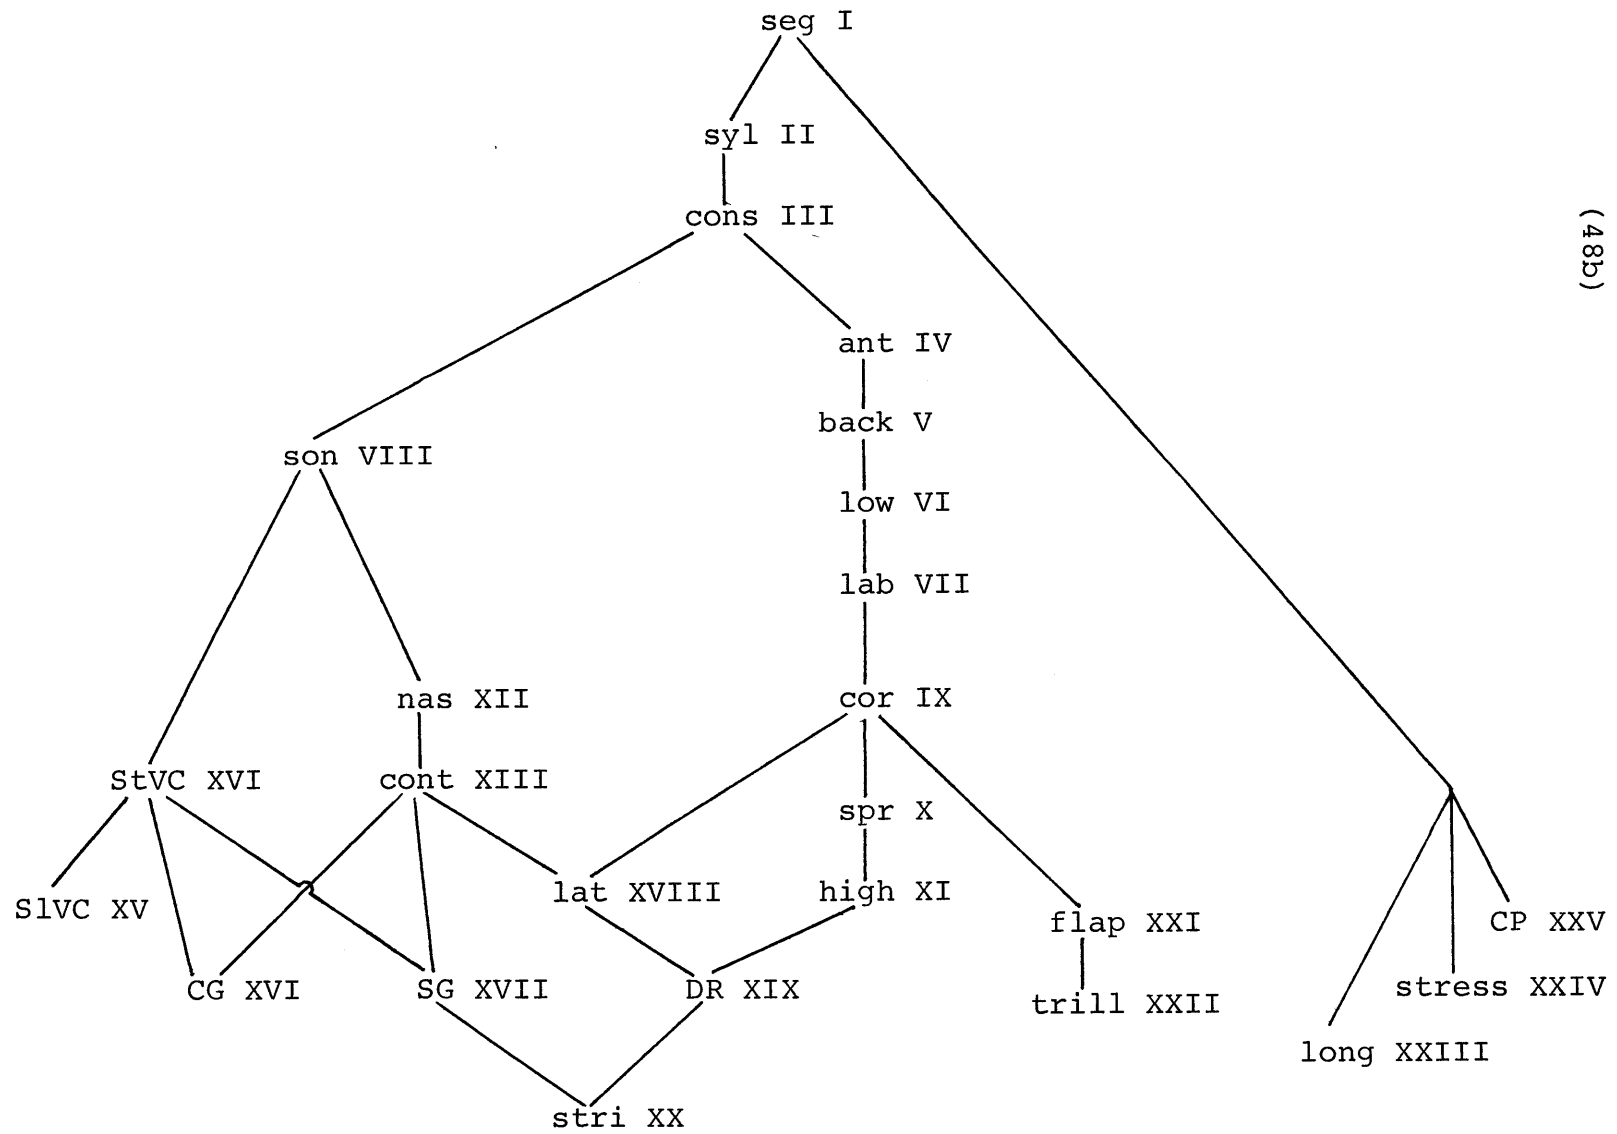 seg I
(48b)
syl II
cons III
ant IV
back V
son VIII
low VI
lab VII
nas XII
cor IX
StVC XVI
cont XIII
spr X
SlVC XV
lat XVIII
high XI
flap XXI
CP XXV
CG XVI
SG XVII
DR XIX
trill XXII
stress XXIV
long XXIII
stri XX